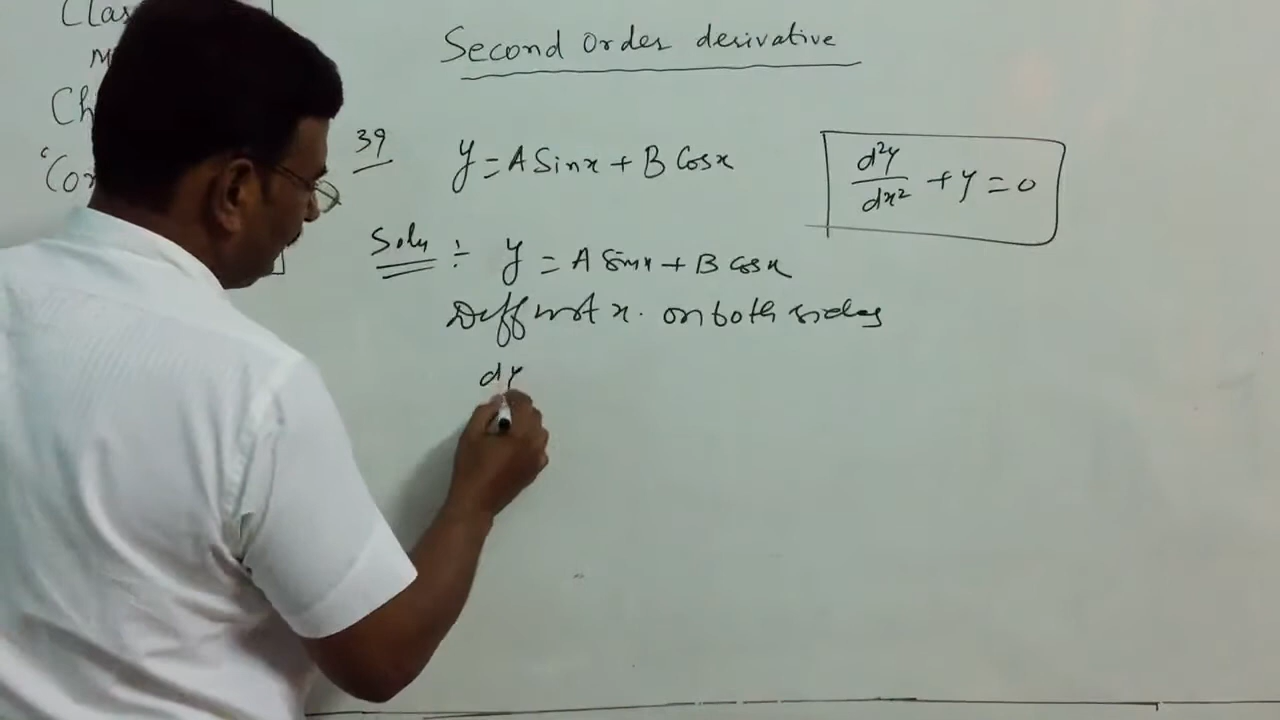 Second Order derivative
39
y = A Sinx + B Cosx
d²y/dx² + y = 0
Soln ÷ y = A Sinx + B Cosx
Diff wrt x. on both sides
dy